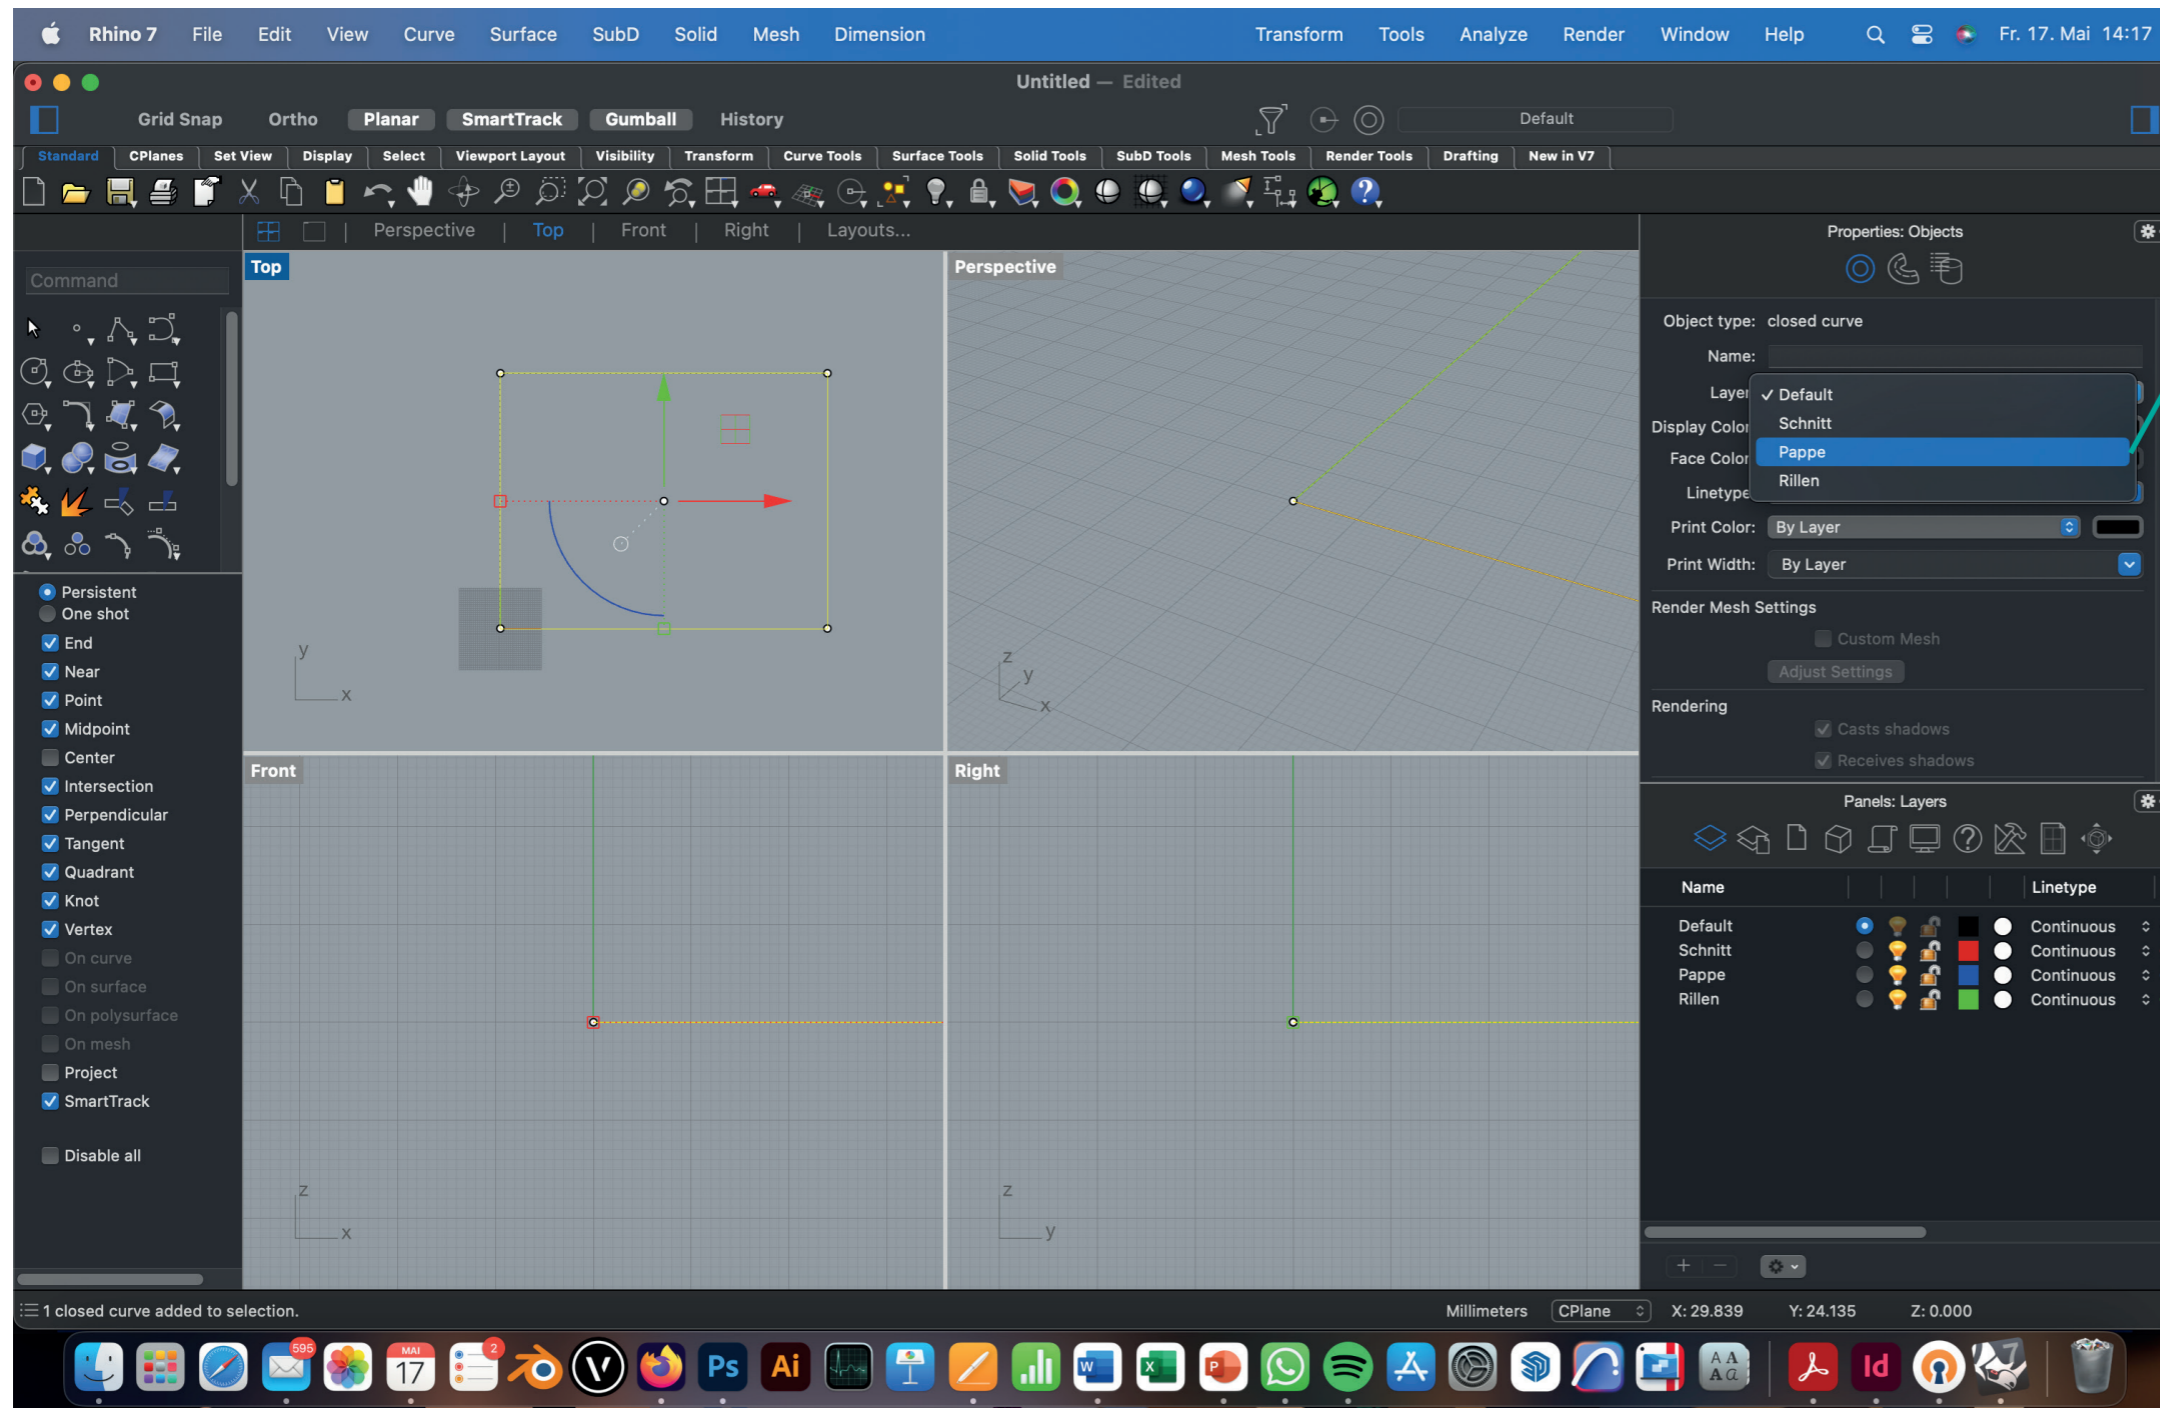 Rhino 7 File Edit View Curve Surface SubD Solid Mesh Dimension Transform Tools Analyze Render Window Help Fr. 17. Mai 14:17
Untitled — Edited
Grid Snap Ortho Planar SmartTrack Gumball History Default
Standard CPlanes Set View Display Select Viewport Layout Visibility Transform Curve Tools Surface Tools Solid Tools SubD Tools Mesh Tools Render Tools Drafting New in V7
Perspective | Top | Front | Right | Layouts...
Properties: Objects
Command
Top
Perspective
Object type: closed curve
Name:
Layer
✓ Default
Schnitt
Pappe
Rillen
Display Color
Face Color
Linetype
Print Color: By Layer
Print Width: By Layer
Render Mesh Settings
Custom Mesh
Adjust Settings
Rendering
Casts shadows
Receives shadows
Persistent
One shot
End
Near
Point
Midpoint
Center
Intersection
Perpendicular
Tangent
Quadrant
Knot
Vertex
On curve
On surface
On polysurface
On mesh
Project
SmartTrack
Disable all
y
x
z
y
x
Front
Right
z
x
z
y
Panels: Layers
Name Linetype
Default Continuous
Schnitt Continuous
Pappe Continuous
Rillen Continuous
1 closed curve added to selection.
Millimeters CPlane X: 29.839 Y: 24.135 Z: 0.000
595
MAI
17
2
Ps
Ai
W
X
P
A A
A a
Id
7